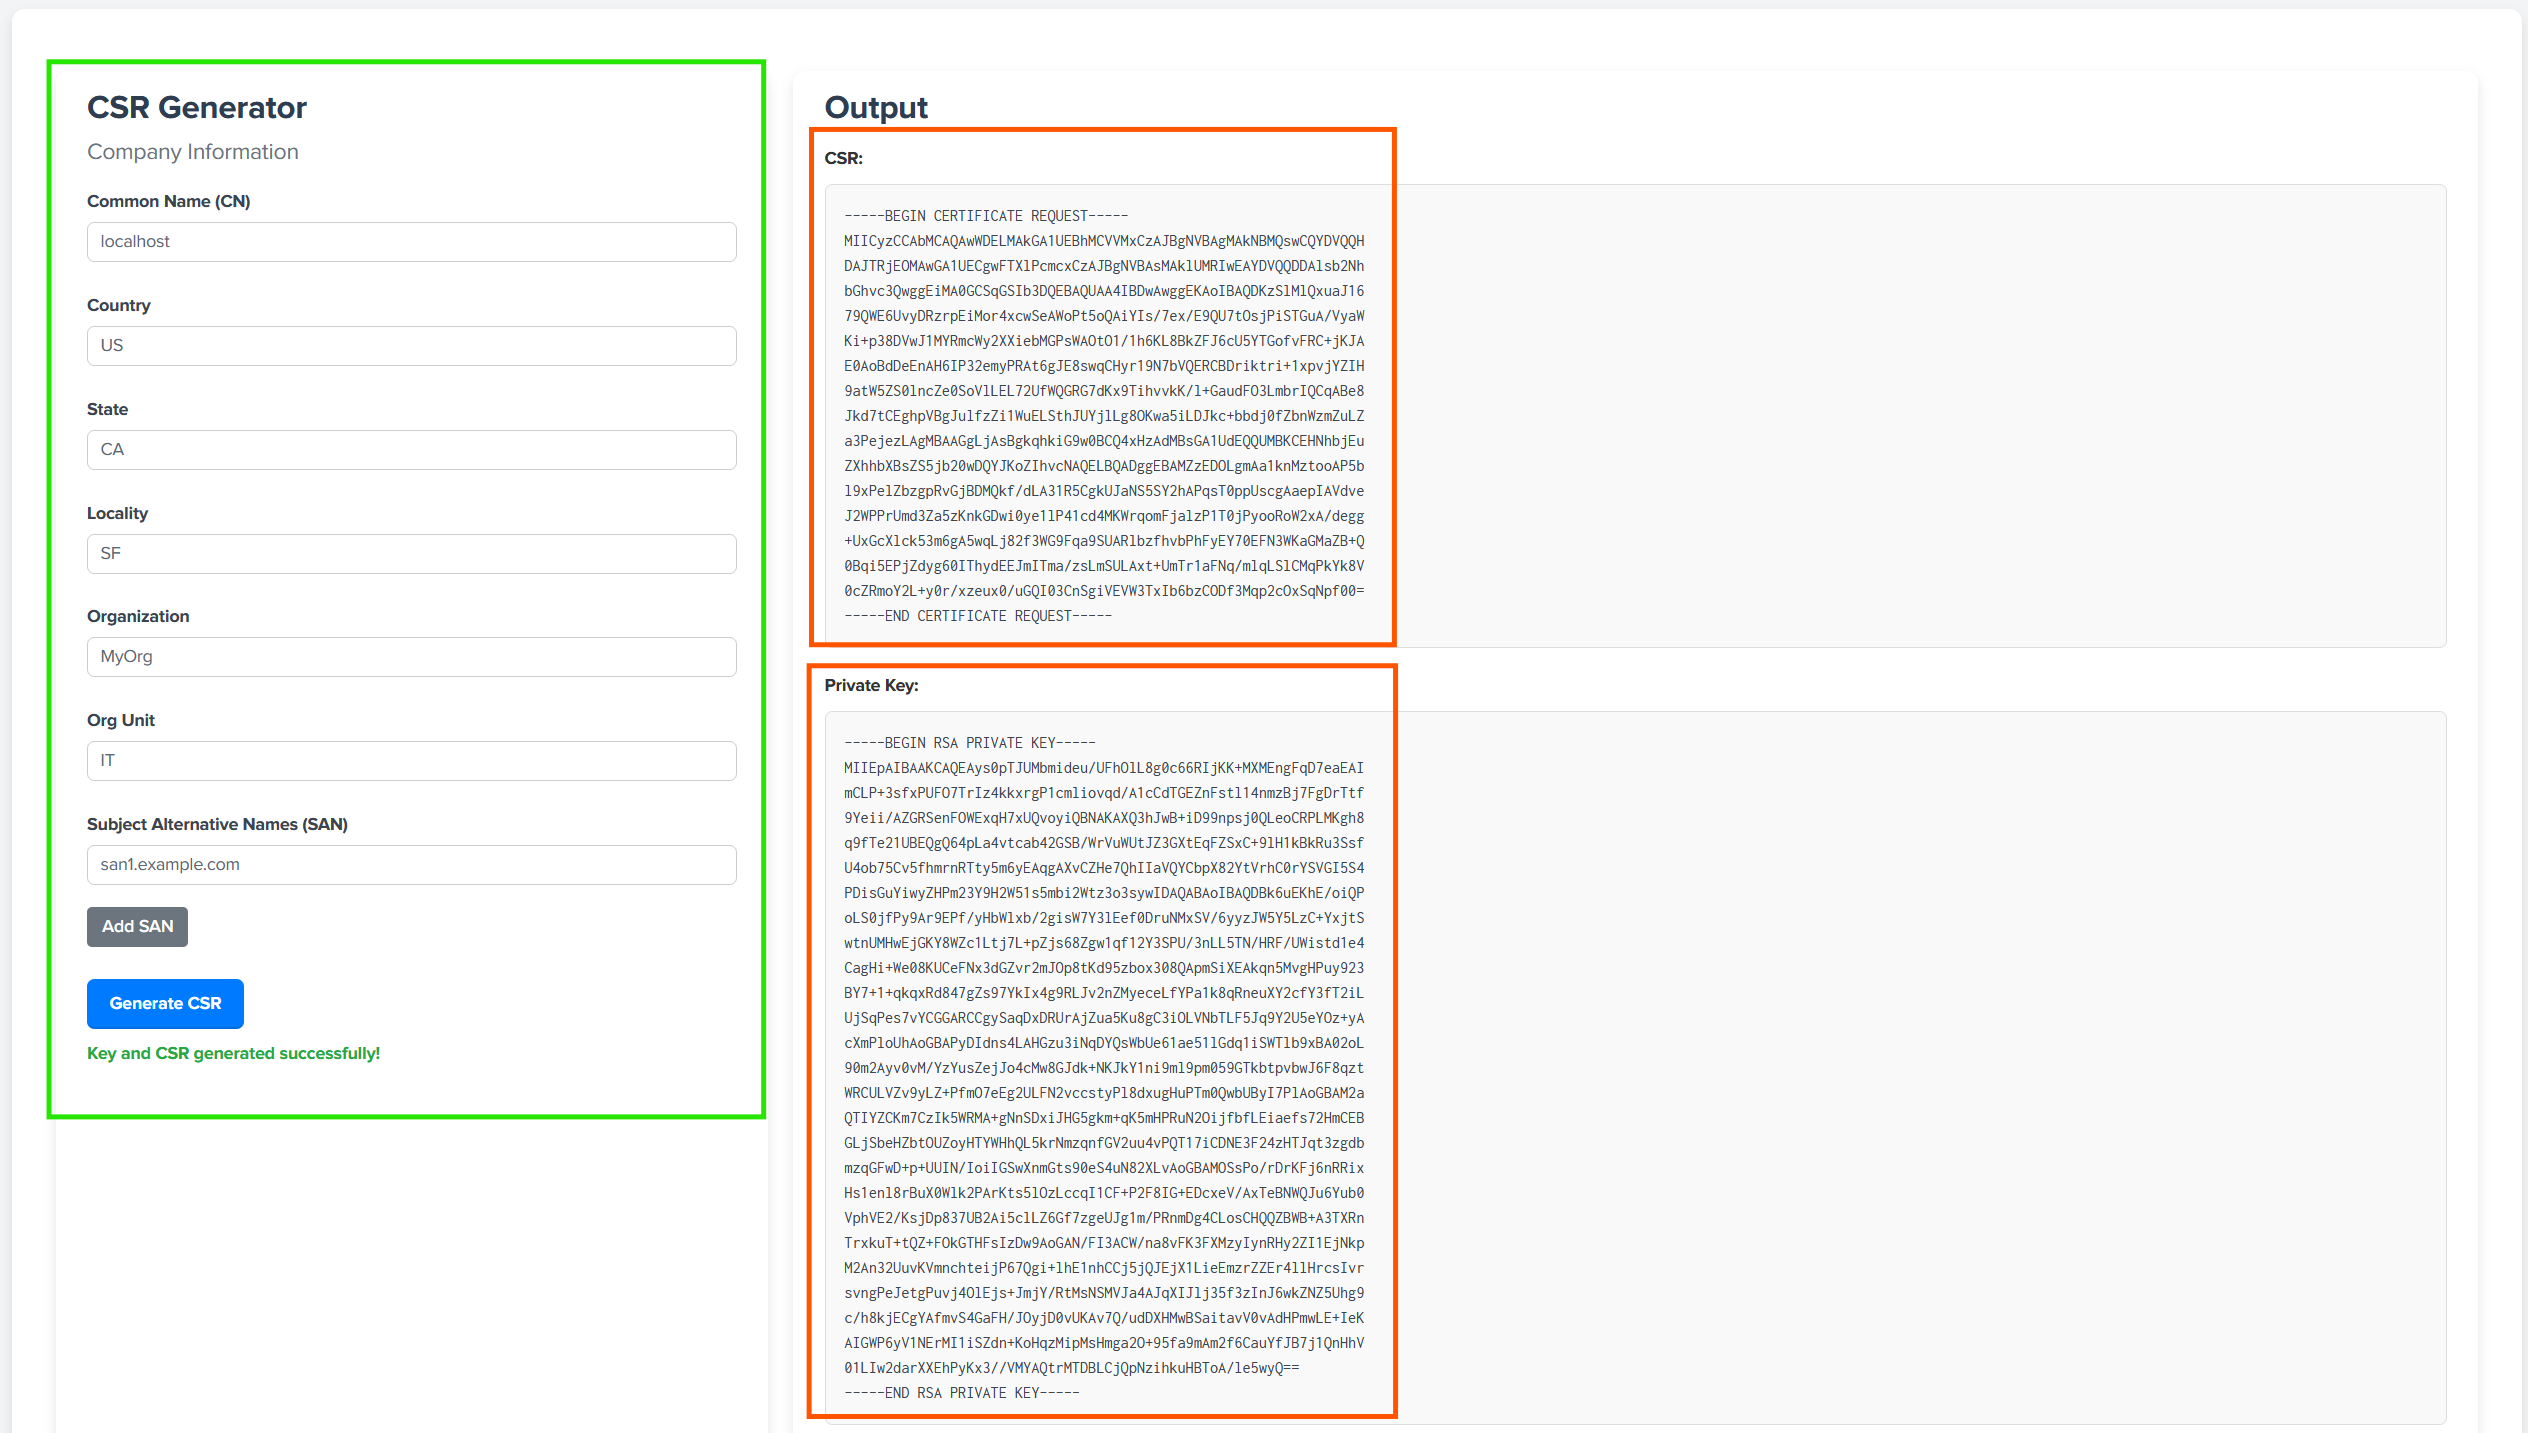 CSR Generator
Company Information
Common Name (CN)
localhost
Country
US
State
CA
Locality
SF
Organization
MyOrg
Org Unit
IT
Subject Alternative Names (SAN)
san1.example.com
Add SAN
Generate CSR
Key and CSR generated successfully!
Output
CSR:
-----BEGIN CERTIFICATE REQUEST-----
MIICyzCCAbMCAQAwWDELMAkGA1UEBhMCVVMxCzAJBgNVBAgMAkNBMQswCQYDVQQH
DAJTRjEOMAwGA1UECgwFTXlPcmcxCzAJBgNVBAsMAklUMRIwEAYDVQQDDAlsb2Nh
bGhvc3QwggEiMA0GCSqGSIb3DQEBAQUAA4IBDwAwggEKAoIBAQDKzSlMlQxuaJ16
79QWE6UvyDRzrpEiMor4xcwSeAWoPt5oQAiYIs/7ex/E9QU7tOsjPiSTGuA/VyaW
Ki+p38DVwJ1MYRmcWy2XXiebMGPsWAOtO1/1h6KL8BkZFJ6cU5YTGofvFRC+jKJA
E0AoBdDeEnAH6IP32emyPRAt6gJE8swqCHyr19N7bVQERCBDriktri+1xpvjYZIH
9atW5ZS0lncZe0SoVlLEL72UfWQGRG7dKx9TihvvkK/l+GaudFO3LmbrIQCqABe8
Jkd7tCEghpVBgJulfzZi1WuELSthJUYjlLg8OKwa5iLDJkc+bbdj0fZbnWzmZuLZ
a3PejezLAgMBAAGgLjAsBgkqhkiG9w0BCQ4xHzAdMBsGA1UdEQQUMBKCEHNhbjEu
ZXhhbXBsZS5jb20wDQYJKoZIhvcNAQELBQADggEBAMZzEDOLgmAa1knMztooAP5b
l9xPelZbzgpRvGjBDMQkf/dLA31R5CgkUJaNS5SY2hAPqsT0ppUscgAaepIAVdve
J2WPPrUmd3Za5zKnkGDwi0ye1lP41cd4MKWrqomFjalzP1T0jPyooRoW2xA/degg
+UxGcXlck53m6gA5wqLj82f3WG9Fqa9SUARlbzfhvbPhFyEY70EFN3WKaGMaZB+Q
0Bqi5EPjZdyg60IThydEEJmITma/zsLmSULAxt+UmTr1aFNq/mlqLSlCMqPkYk8V
0cZRmoY2L+y0r/xzeux0/uGQI03CnSgiVEVW3TxIb6bzCODf3Mqp2cOxSqNpf00=
-----END CERTIFICATE REQUEST-----
Private Key:
-----BEGIN RSA PRIVATE KEY-----
MIIEpAIBAAKCAQEAys0pTJUMbmideu/UFhOlL8g0c66RIjKK+MXMEngFqD7eaEAI
mCLP+3sfxPUFO7TrIz4kkxrgP1cmliovqd/A1cCdTGEZnFstl14nmzBj7FgDrTtf
9Yeii/AZGRSenFOWExqH7xUQvoyiQBNAKAXQ3hJwB+iD99npsj0QLeoCRPLMKgh8
q9fTe21UBEQgQ64pLa4vtcab42GSB/WrVuWUtJZ3GXtEqFZSxC+9lH1kBkRu3Ssf
U4ob75Cv5fhmrnRTty5m6yEAqgAXvCZHe7QhIIaVQYCbpX82YtVrhC0rYSVGI5S4
PDisGuYiwyZHPm23Y9H2W51s5mbi2Wtz3o3sywIDAQABAoIBAQDBk6uEKhE/oiQP
oLS0jfPy9Ar9EPf/yHbWlxb/2gisW7Y3lEef0DruNMxSV/6yyzJW5Y5LzC+YxjtS
wtnUMHwEjGKY8WZc1Ltj7L+pZjs68Zgw1qf12Y3SPU/3nLL5TN/HRF/UWistd1e4
CagHi+We08KUCeFNx3dGZvr2mJOp8tKd95zbox308QApmSiXEAkqn5MvgHPuy923
BY7+1+qkqxRd847gZs97YkIx4g9RLJv2nZMyeceLfYPa1k8qRneuXY2cfY3fT2iL
UjSqPes7vYCGGARCCgySaqDxDRUrAjZua5Ku8gC3iOLVNbTLF5Jq9Y2U5eYOz+yA
cXmPloUhAoGBAPyDIdns4LAHGzu3iNqDYQsWbUe61ae51lGdq1iSWTlb9xBA02oL
90m2Ayv0vM/YzYusZejJo4cMw8GJdk+NKJkY1ni9ml9pm059GTkbtpvbwJ6F8qzt
WRCULVZv9yLZ+PfmO7eEg2ULFN2vccstyPl8dxugHuPTm0QwbUByI7PlAoGBAM2a
QTIYZCKm7CzIk5WRMA+gNnSDxiJHG5gkm+qK5mHPRuN2OijfbfLEiaefs72HmCEB
GLjSbeHZbtOUZoyHTYWHhQL5krNmzqnfGV2uu4vPQT17iCDNE3F24zHTJqt3zgdb
mzqGFwD+p+UUIN/IoiIGSwXnmGts90eS4uN82XLvAoGBAMOSsPo/rDrKFj6nRRix
Hs1enl8rBuX0Wlk2PArKts5lOzLccqI1CF+P2F8IG+EDcxeV/AxTeBNWQJu6Yub0
VphVE2/KsjDp837UB2Ai5clLZ6Gf7zgeUJg1m/PRnmDg4CLosCHQQZBWB+A3TXRn
TrxkuT+tQZ+FOkGTHFsIzDw9AoGAN/FI3ACW/na8vFK3FXMzyIynRHy2ZI1EjNkp
M2An32UuvKVmnchteijP67Qgi+lhE1nhCCj5jQJEjX1LieEmzrZZEr4llHrcsIvr
svngPeJetgPuvj4OlEjs+JmjY/RtMsNSMVJa4AJqXIJlj35f3zInJ6wkZNZ5Uhg9
c/h8kjECgYAfmvS4GaFH/JOyjD0vUKAv7Q/udDXHMwBSaitavV0vAdHPmwLE+IeK
AIGWP6yV1NErMI1iSZdn+KoHqzMipMsHmga2O+95fa9mAm2f6CauYfJB7j1QnHhV
01LIw2darXXEhPyKx3//VMYAQtrMTDBLCjQpNzihkuHBToA/le5wyQ==
-----END RSA PRIVATE KEY-----